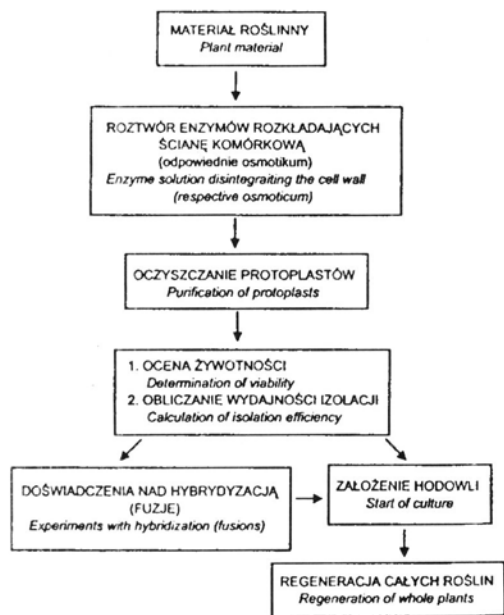 MATERIAŁ ROŚLINNY
Plant material
ROZTWÓR ENZYMÓW ROZKŁADAJĄCYCH
ŚCIANĘ KOMÓRKOWĄ
(odpowiednie osmotikum)
Enzyme solution disintegraiting the cell wall
(respective osmoticum)
OCZYSZCZANIE PROTOPLASTÓW
Purification of protoplasts
1. OCENA ŻYWOTNOŚCI
Determination of viability
2. OBLICZANIE WYDAJNOŚCI IZOLACJI
Calculation of isolation efficiency
DOŚWIADCZENIA NAD HYBRYDYZACJĄ
(FUZJE)
Experiments with hybridization (fusions)
ZAŁOŻENIE HODOWLI
Start of culture
REGENERACJA CAŁYCH ROŚLIN
Regeneration of whole plants